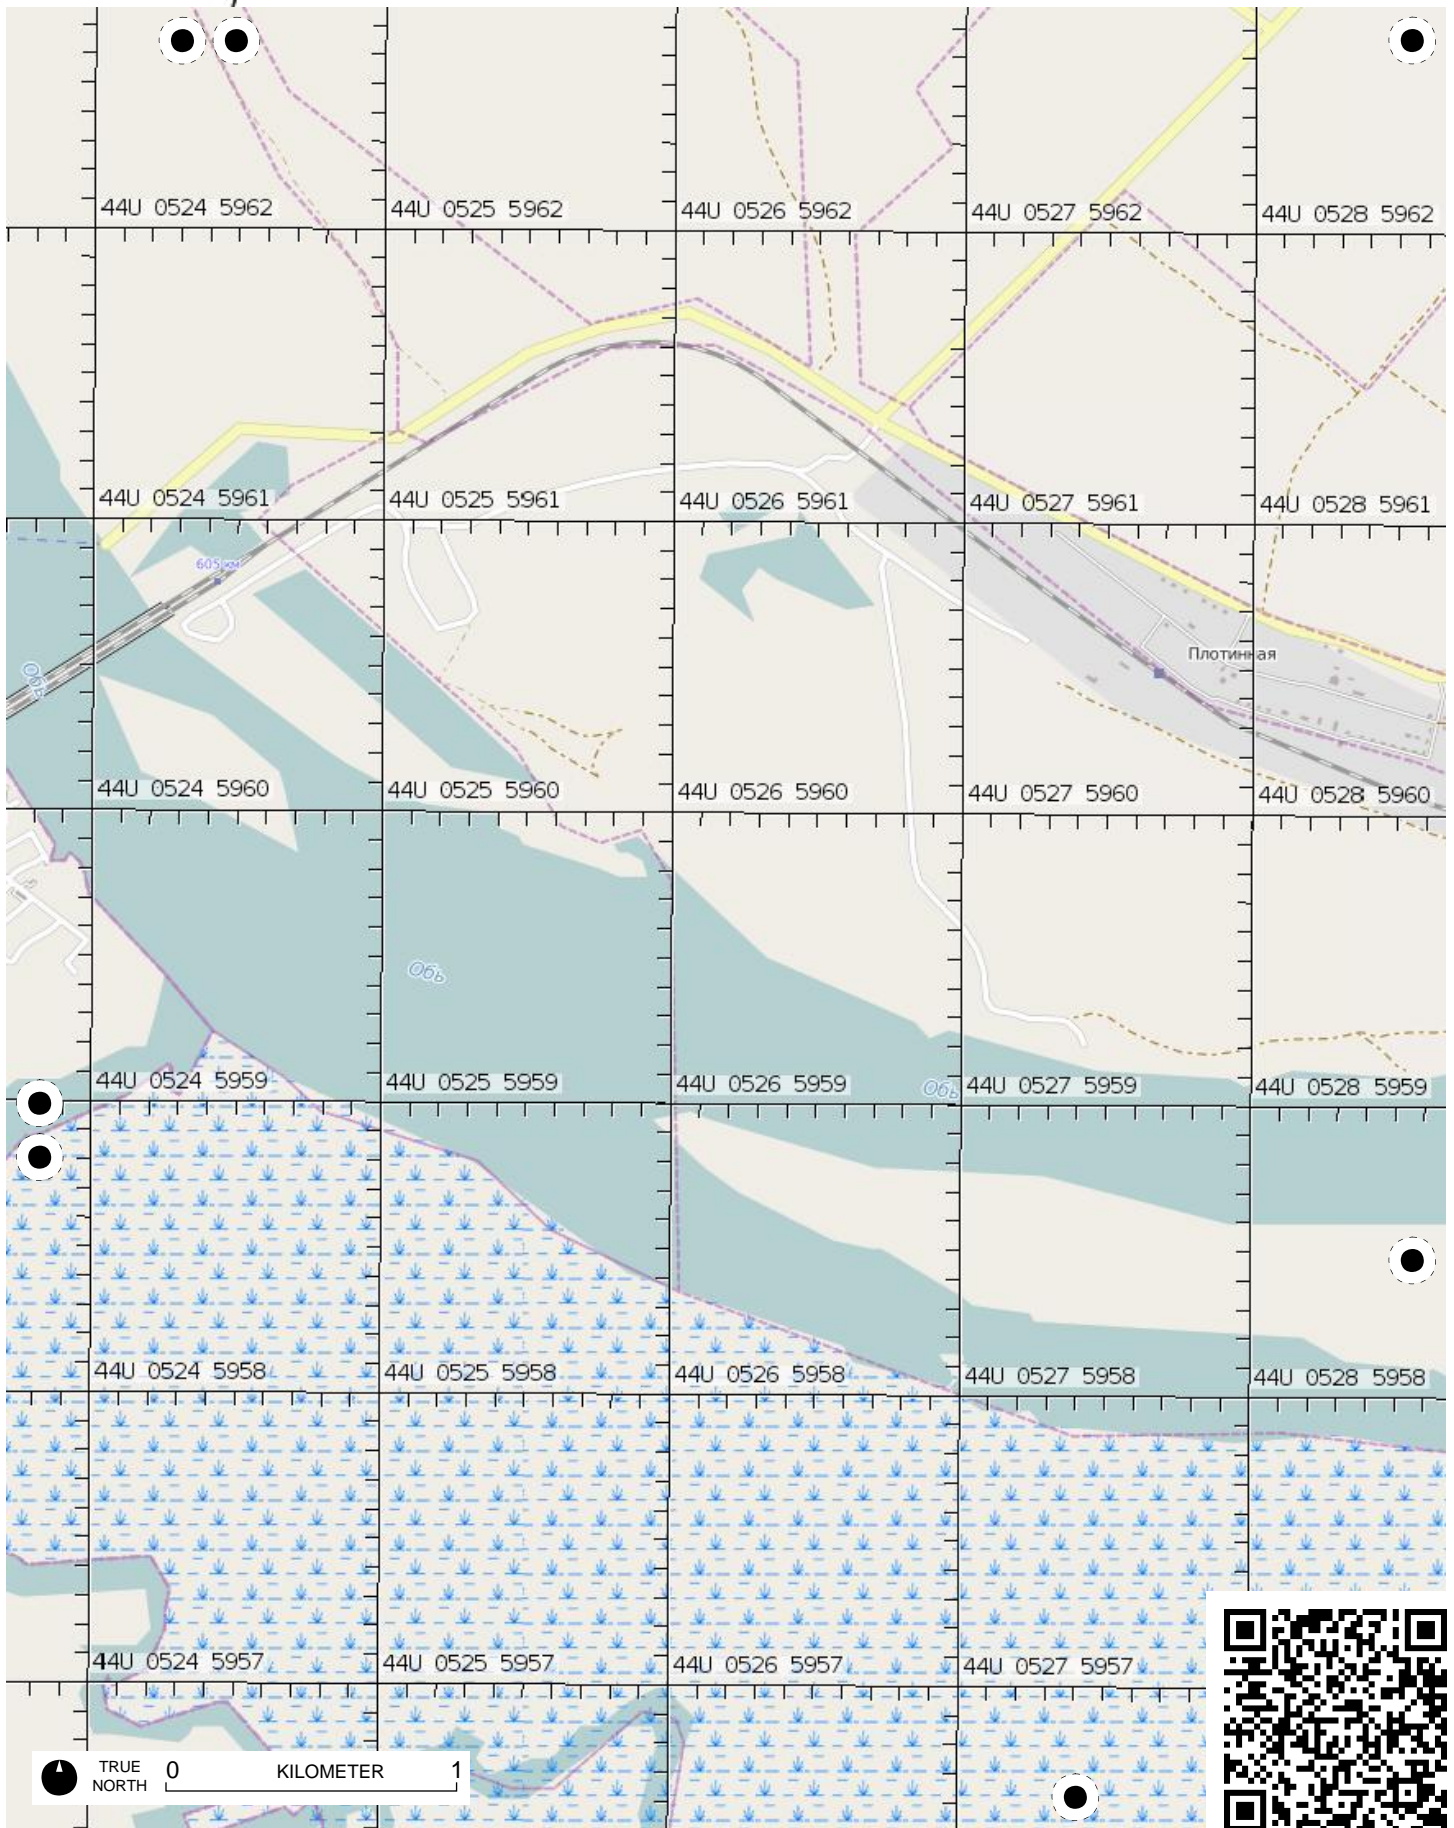 44U 0524 5962
44U 0525 5962
44U 0526 5962
44U 0527 5962
44U 0528 5962
44U 0524 5961
44U 0525 5961
44U 0526 5961
44U 0527 5961
44U 0528 5961
605 км
Обь
Плотинная
44U 0524 5960
44U 0525 5960
44U 0526 5960
44U 0527 5960
44U 0528 5960
Обь
44U 0524 5959
44U 0525 5959
44U 0526 5959
Обь
44U 0527 5959
44U 0528 5959
44U 0524 5958
44U 0525 5958
44U 0526 5958
44U 0527 5958
44U 0528 5958
44U 0524 5957
44U 0525 5957
44U 0526 5957
44U 0527 5957
TRUE NORTH
0 KILOMETER 1